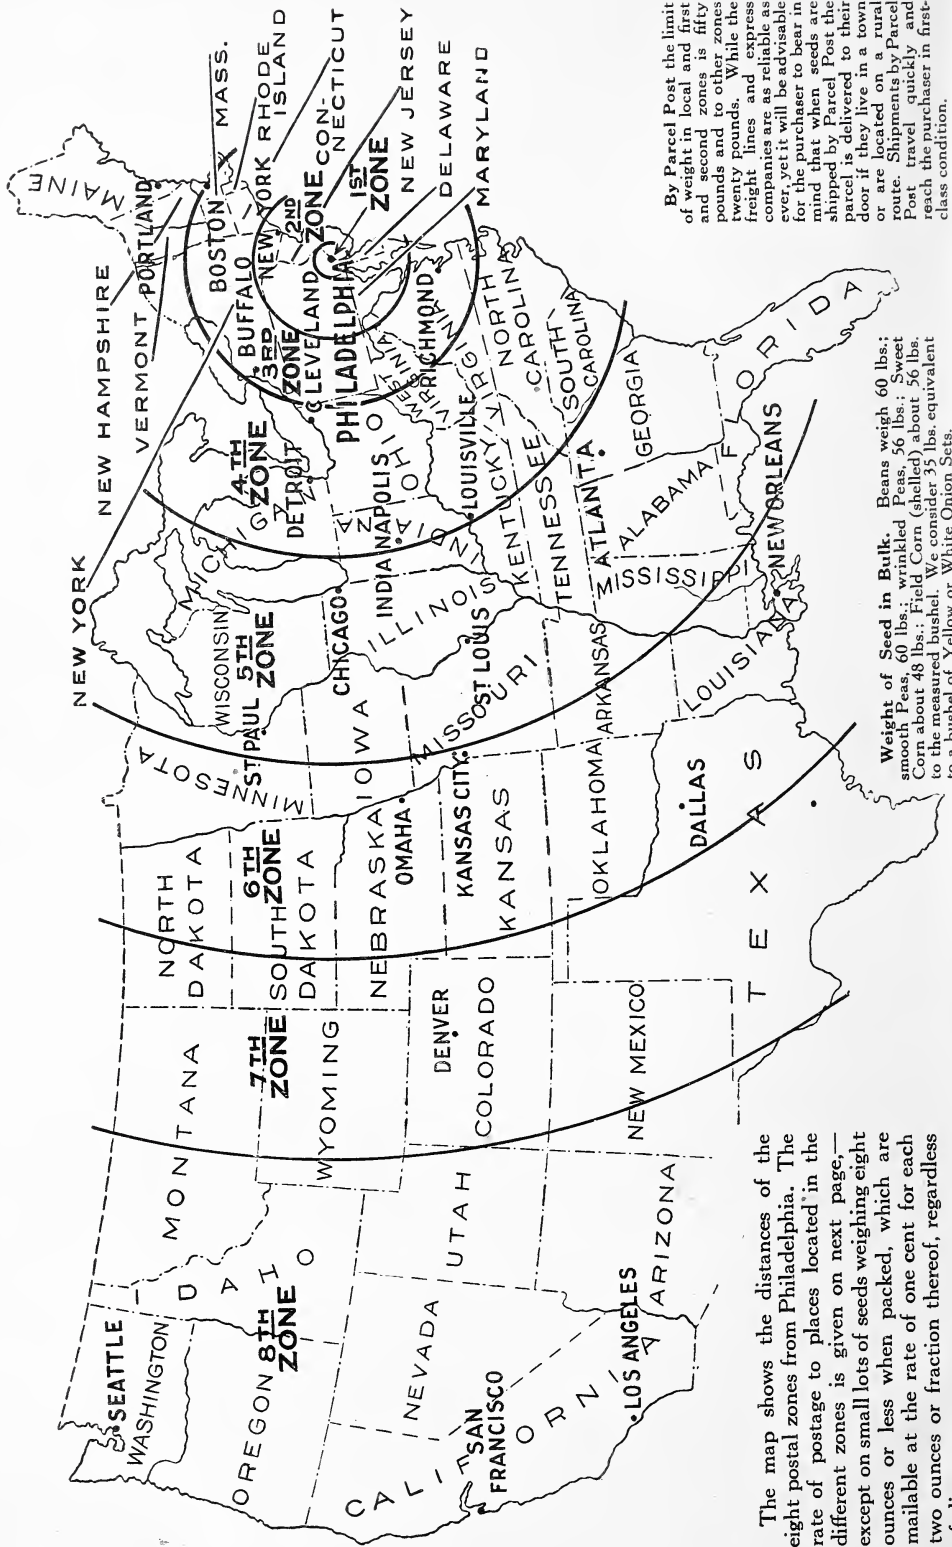 NEW YORK
NEW HAMPSHIRE
VERMONT
MAINE
PORTLAND
MASS.
RHODE
ISLAND
CON-
NECTICUT
NEW JERSEY
DELAWARE
MARYLAND
BOSTON
BUFFALO
NEW YORK
1ST
ZONE
2ND
ZONE
3RD
ZONE
4TH
ZONE
5TH
ZONE
6TH
ZONE
7TH
ZONE
8TH
ZONE
SEATTLE
WASHINGTON
OREGON
IDAHO
MONTANA
NORTH
DAKOTA
SOUTH
DAKOTA
MINNESOTA
ST PAUL
WISCONSIN
MICHIGAN
DETROIT
CLEVELAND
PHILADELPHIA
WYOMING
NEBRASKA
OMAHA
IOWA
CHICAGO
ILLINOIS
INDIANA
INDIANAPOLIS
OHIO
WEST
VIRGINIA
VIRGINIA
RICHMOND
NEVADA
UTAH
COLORADO
DENVER
KANSAS
KANSAS CITY
MISSOURI
ST LOUIS
LOUISVILLE
KENTUCKY
TENNESSEE
NORTH
CAROLINA
SOUTH
CAROLINA
CALIFORNIA
SAN
FRANCISCO
LOS ANGELES
ARIZONA
NEW MEXICO
OKLAHOMA
ARKANSAS
TEXAS
DALLAS
LOUISIANA
NEW ORLEANS
MISSISSIPPI
ALABAMA
GEORGIA
ATLANTA
FLORIDA
The map shows the distances of the
eight postal zones from Philadelphia. The
rate of postage to places located in the
different zones is given on next page,—
except on small lots of seeds weighing eight
ounces or less when packed, which are
mailable at the rate of one cent for each
two ounces or fraction thereof, regardless
Weight of Seed in Bulk. Beans weigh 60 lbs.;
smooth Peas, 60 lbs.; wrinkled Peas, 56 lbs.; Sweet
Corn about 48 lbs.; Field Corn (shelled) about 56 lbs.
to the measured bushel. We consider 35 lbs. equivalent
to a bushel of Yellow or White Onion Sets.
By Parcel Post the limit
of weight in local and first
and second zones is fifty
pounds and to other zones
twenty pounds. While the
freight lines and express
companies are as reliable as
ever, yet it will be advisable
for the purchaser to bear in
mind that when seeds are
shipped by Parcel Post the
parcel is delivered to their
door if they live in a town
or are located on a rural
route. Shipments by Parcel
Post travel quickly and
reach the purchaser in first-
class condition.